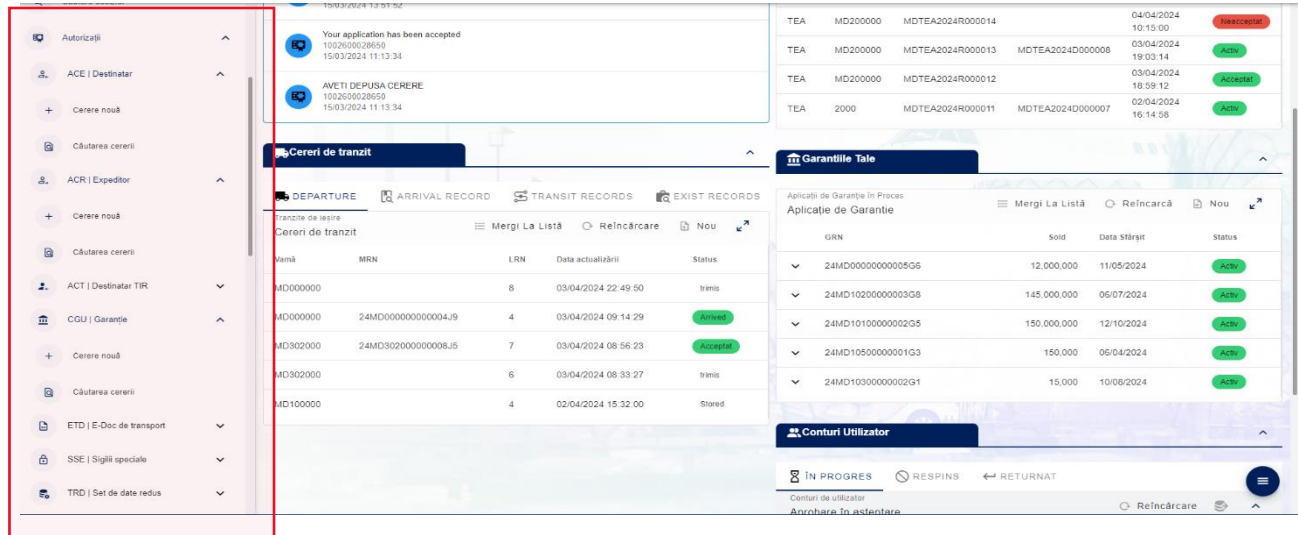 Autorizații
ACE | Destinatar
Cerere nouă
Căutarea cererii
ACR | Expeditor
Cerere nouă
Căutarea cererii
ACT | Destinatar TIR
CGU | Garanție
Cerere nouă
Căutarea cererii
ETD | E-Doc de transport
SSE | Sigilii speciale
TRD | Set de date redus
15/03/2024 13:51:52
Your application has been accepted
1002600028650
15/03/2024 11:13:34
AVETI DEPUSA CERERE
1002600028650
15/03/2024 11:13:34
Cereri de tranzit
DEPARTURE ARRIVAL RECORD TRANSIT RECORDS EXIST RECORDS
Tranzite de ieșire
Cereri de tranzit Mergi La Listă Reîncărcare Nou
Vamă MRN LRN Data actualizării Status
MD000000 8 03/04/2024 22:49:50 trimis
MD000000 24MD000000000004J9 4 03/04/2024 09:14:29 Arrived
MD302000 24MD302000000008J5 7 03/04/2024 08:56:23 Acceptat
MD302000 6 03/04/2024 08:33:27 trimis
MD100000 4 02/04/2024 15:32:00 Stored
TEA MD200000 MDTEA2024R000014 04/04/2024 10:15:00 Neacceptat
TEA MD200000 MDTEA2024R000013 MDTEA2024D000008 03/04/2024 19:03:14 Activ
TEA MD200000 MDTEA2024R000012 03/04/2024 18:59:12 Acceptat
TEA 2000 MDTEA2024R000011 MDTEA2024D000007 02/04/2024 16:14:58 Activ
Garantiile Tale
Aplicații de Garanție în Proces
Aplicație de Garantie Mergi La Listă Reîncarcă Nou
GRN Sold Data Sfârșit Status
24MD00000000005G6 12,000,000 11/05/2024 Activ
24MD10200000003G8 145,000,000 06/07/2024 Activ
24MD10100000002G5 150,000,000 12/10/2024 Activ
24MD10500000001G3 150,000 06/04/2024 Activ
24MD10300000002G1 15,000 10/08/2024 Activ
Conturi Utilizator
ÎN PROGRES RESPINS RETURNAT
Conturi de utilizator
Aprobare în așteptare Reîncărcare